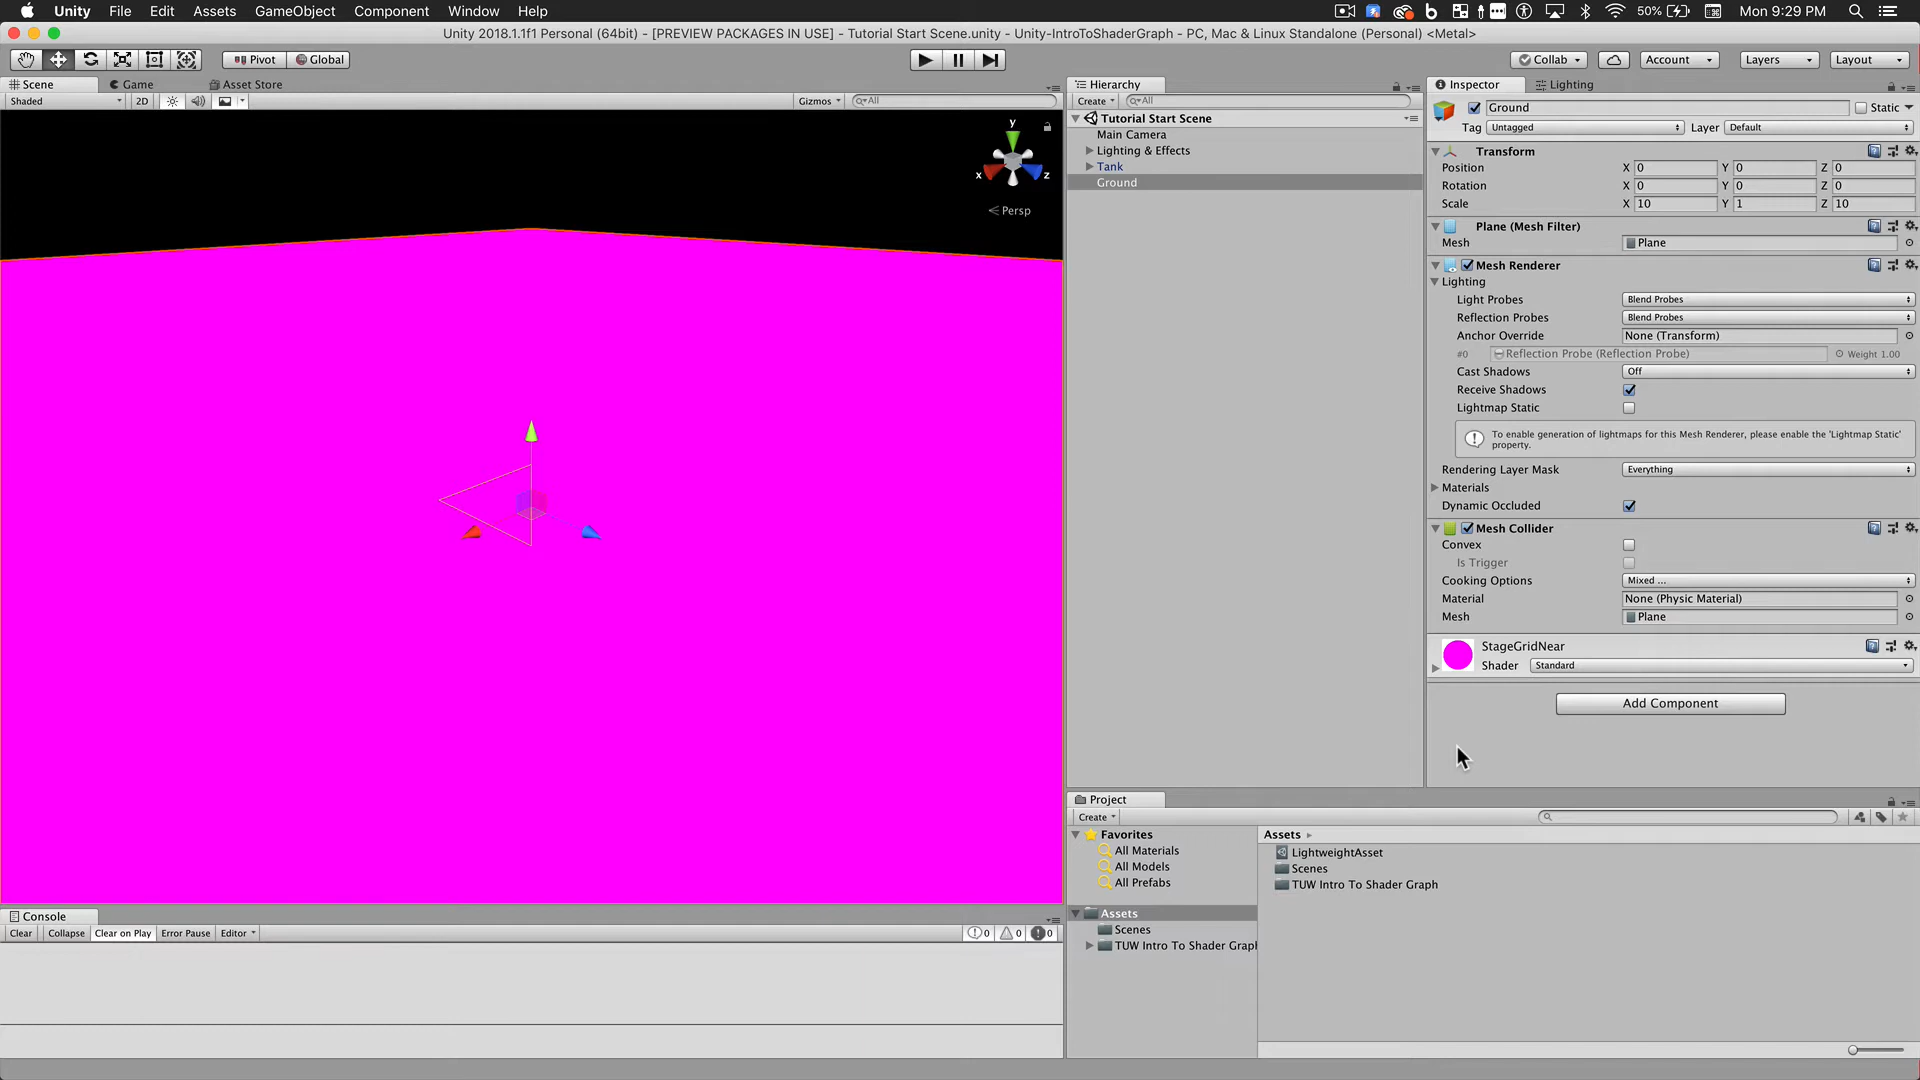 Unity File Edit Assets GameObject Component Window Help 50% Mon 9:29 PM
Unity 2018.1.1f1 Personal (64bit) - [PREVIEW PACKAGES IN USE] - Tutorial Start Scene.unity - Unity-IntroToShaderGraph - PC, Mac & Linux Standalone (Personal) <Metal>
Pivot Global Collab Account Layers Layout
Scene Game Asset Store
Shaded 2D Gizmos All
y
x z
Persp
Hierarchy
Create All
Tutorial Start Scene
Main Camera
Lighting & Effects
Tank
Ground
Inspector Lighting
Ground Static
Tag Untagged Layer Default
Transform
Position X 0 Y 0 Z 0
Rotation X 0 Y 0 Z 0
Scale X 10 Y 1 Z 10
Plane (Mesh Filter)
Mesh Plane
Mesh Renderer
Lighting
Light Probes Blend Probes
Reflection Probes Blend Probes
Anchor Override None (Transform)
#0 Reflection Probe (Reflection Probe) Weight 1.00
Cast Shadows Off
Receive Shadows
Lightmap Static
To enable generation of lightmaps for this Mesh Renderer, please enable the 'Lightmap Static'
property.
Rendering Layer Mask Everything
Materials
Dynamic Occluded
Mesh Collider
Convex
Is Trigger
Cooking Options Mixed ...
Material None (Physic Material)
Mesh Plane
StageGridNear
Shader Standard
Add Component
Project
Create
Favorites
All Materials
All Models
All Prefabs
Assets
Scenes
TUW Intro To Shader Graph
Assets
LightweightAsset
Scenes
TUW Intro To Shader Graph
Console
Clear Collapse Clear on Play Error Pause Editor 0 0 0